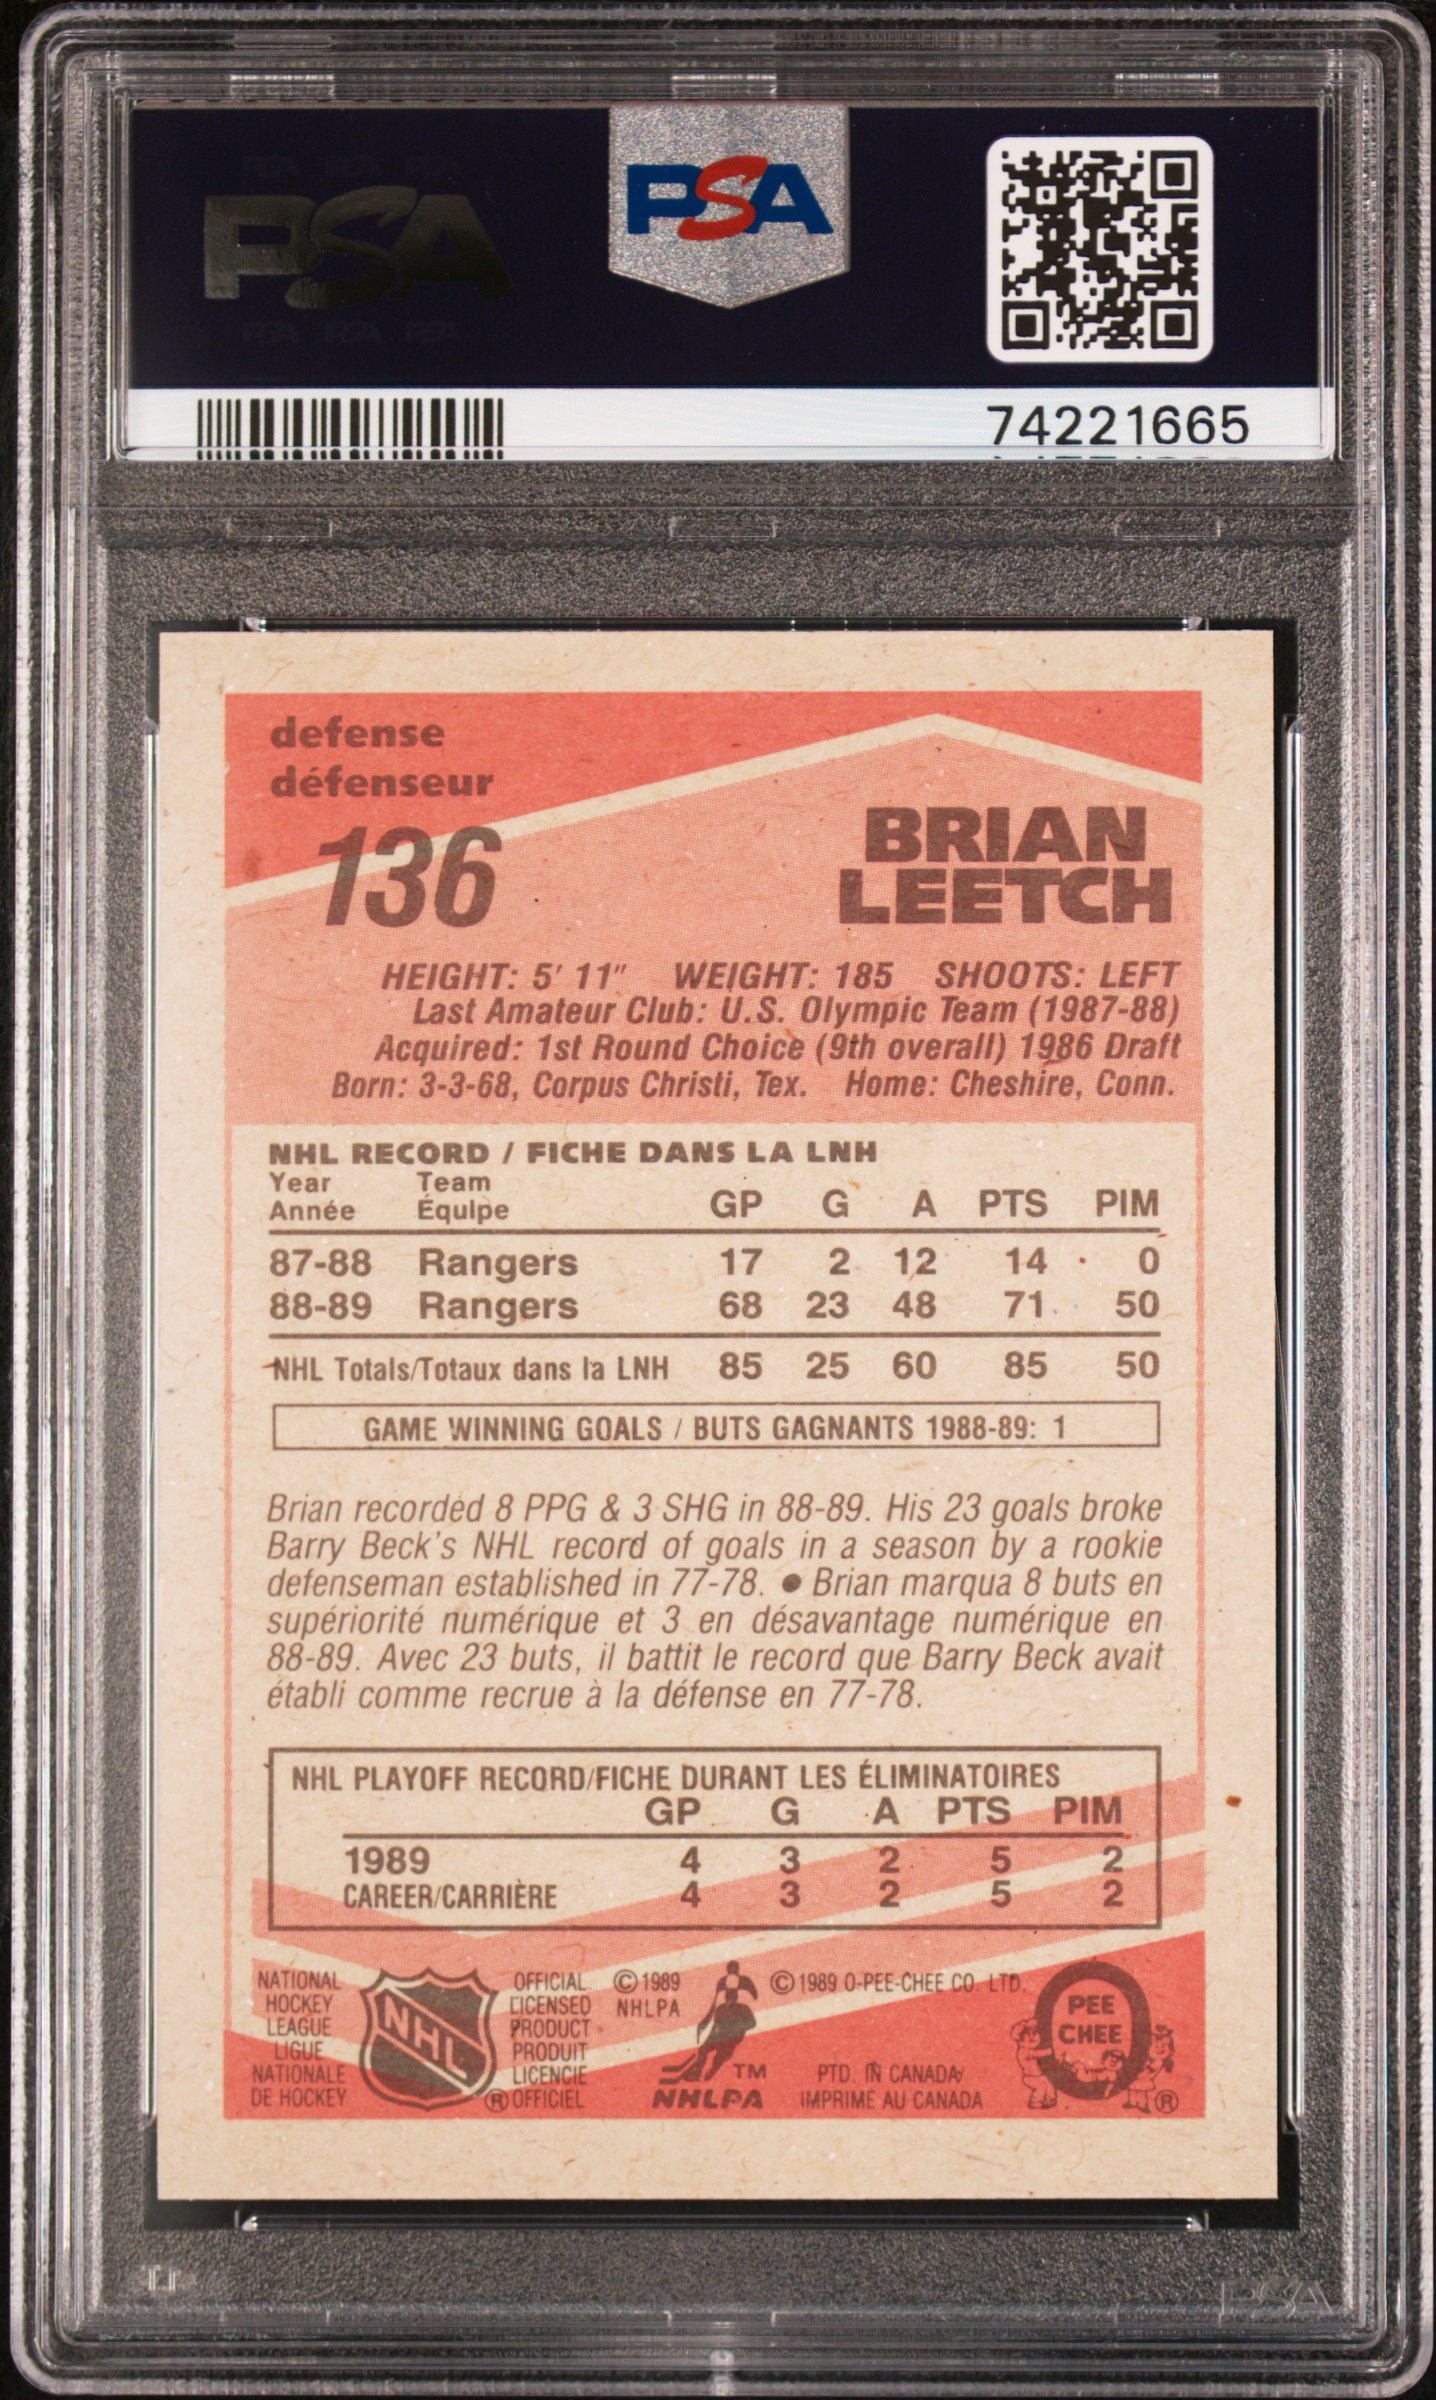 PSA
PSA
74221665
defense
défenseur
136
BRIAN
LEETCH
HEIGHT: 5' 11" WEIGHT: 185 SHOOTS: LEFT
Last Amateur Club: U.S. Olympic Team (1987-88)
Acquired: 1st Round Choice (9th overall) 1986 Draft
Born: 3-3-68, Corpus Christi, Tex. Home: Cheshire, Conn.
NHL RECORD / FICHE DANS LA LNH
Year Team
Année Équipe GP G A PTS PIM
87-88 Rangers 17 2 12 14 0
88-89 Rangers 68 23 48 71 50
NHL Totals/Totaux dans la LNH 85 25 60 85 50
GAME WINNING GOALS / BUTS GAGNANTS 1988-89: 1
Brian recorded 8 PPG & 3 SHG in 88-89. His 23 goals broke
Barry Beck's NHL record of goals in a season by a rookie
defenseman established in 77-78. ● Brian marqua 8 buts en
supériorité numérique et 3 en désavantage numérique en
88-89. Avec 23 buts, il battit le record que Barry Beck avait
établi comme recrue à la défense en 77-78.
NHL PLAYOFF RECORD/FICHE DURANT LES ÉLIMINATOIRES
GP G A PTS PIM
1989 4 3 2 5 2
CAREER/CARRIÈRE 4 3 2 5 2
NATIONAL
HOCKEY
LEAGUE
LIGUE
NATIONALE
DE HOCKEY
NHL
®
OFFICIAL
LICENSED
PRODUCT
PRODUIT
LICENCIÉ
OFFICIEL
©1989
NHLPA
TM
NHLPA
©1989 O-PEE-CHEE CO. LTD.
PTD. IN CANADA
IMPRIMÉ AU CANADA
O
PEE
CHEE
®
PSA